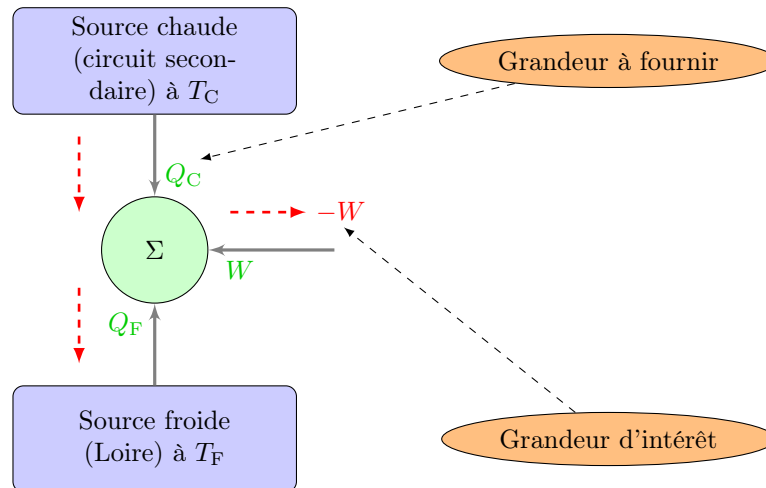 Source chaude
(circuit secon-
daire) à T_C
Grandeur à fournir
Q_C
−W
Σ
W
Q_F
Source froide
(Loire) à T_F
Grandeur d'intérêt